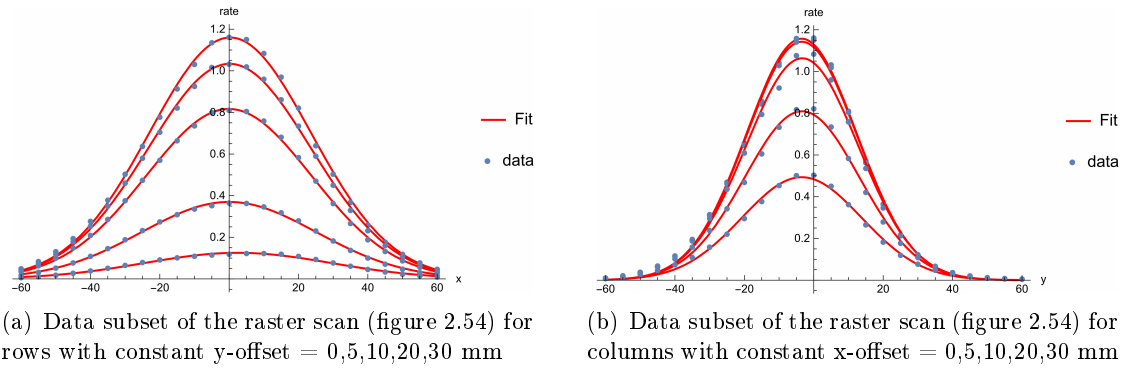 rate
1.2
1.0
0.8
0.6
0.4
0.2
−60 −40 −20 20 40 60 x
Fit
data
(a) Data subset of the raster scan (figure 2.54) for
rows with constant y-offset = 0,5,10,20,30 mm
rate
1.2
1.0
0.8
0.6
0.4
0.2
−60 −40 −20 20 40 60 y
Fit
data
(b) Data subset of the raster scan (figure 2.54) for
columns with constant x-offset = 0,5,10,20,30 mm